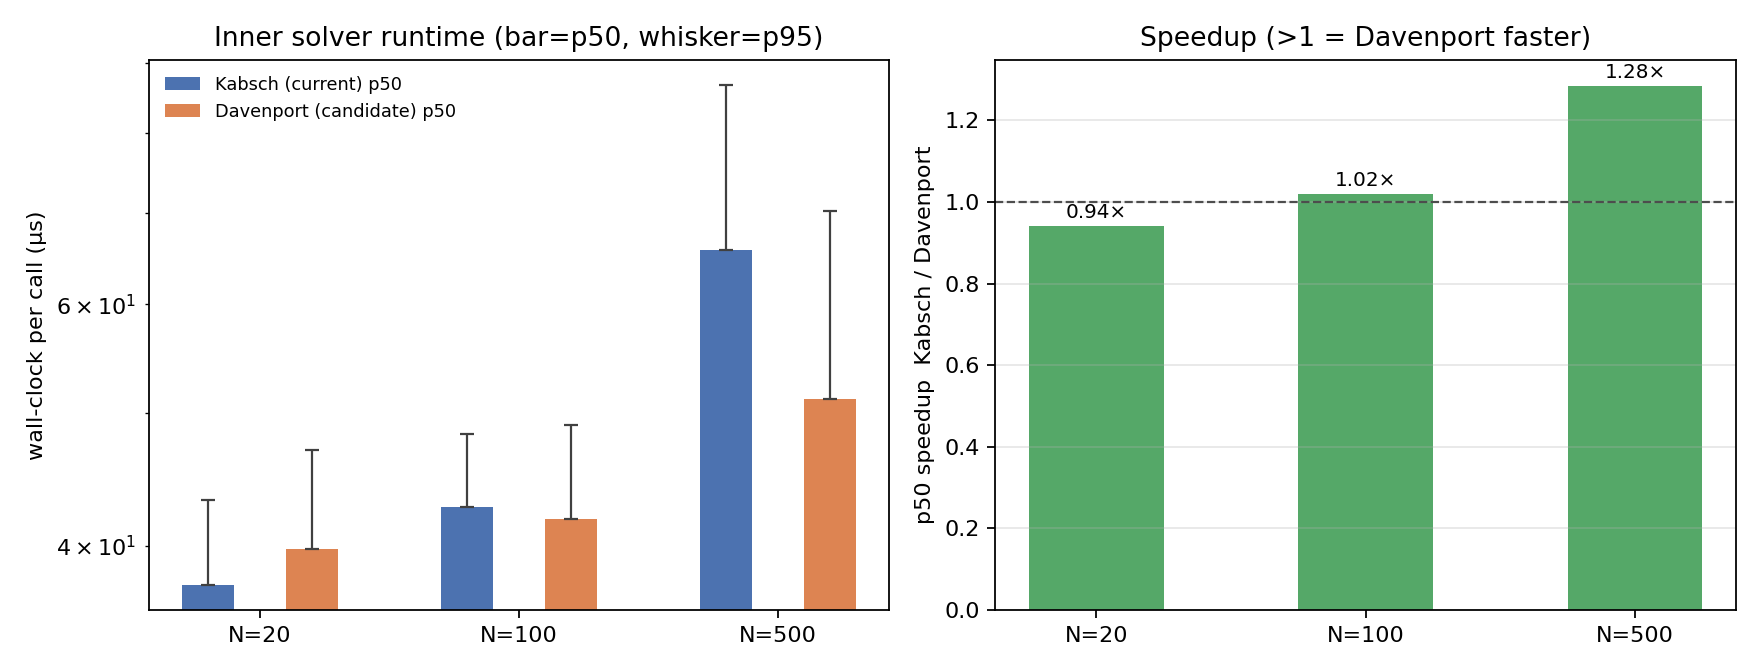 Inner solver runtime (bar=p50, whisker=p95)
Kabsch (current) p50
Davenport (candidate) p50
wall-clock per call (µs)
6 × 10¹
4 × 10¹
N=20
N=100
N=500
Speedup (>1 = Davenport faster)
p50 speedup Kabsch / Davenport
1.2
1.0
0.8
0.6
0.4
0.2
0.0
0.94×
1.02×
1.28×
N=20
N=100
N=500